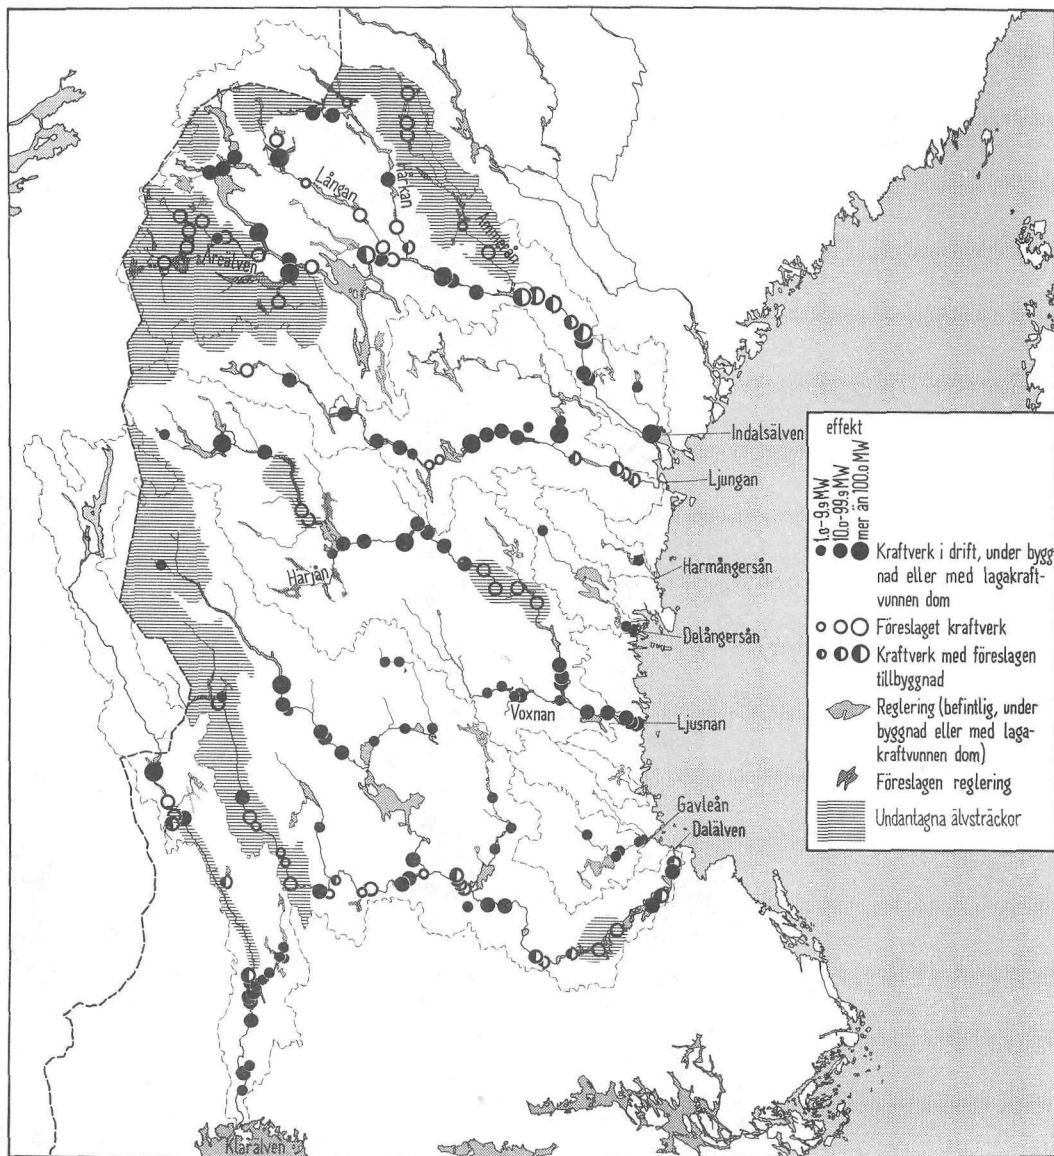 Långan
Hårkan
Ammerån
Åreälven
Indalsälven
Ljungan
Härjån
Harmångersån
Delångersån
Voxnan
Ljusnan
Gavleån
Dalälven
Klarälven
effekt
1.0-9.9 MW
10.0-99.9 MW
mer än 100.0 MW
Kraftverk i drift, under bygg
nad eller med lagakraft-
vunnen dom
Föreslaget kraftverk
Kraftverk med föreslagen
tillbyggnad
Reglering (befintlig, under
byggnad eller med laga-
kraftvunnen dom)
Föreslagen reglering
Undantagna älvsträckor